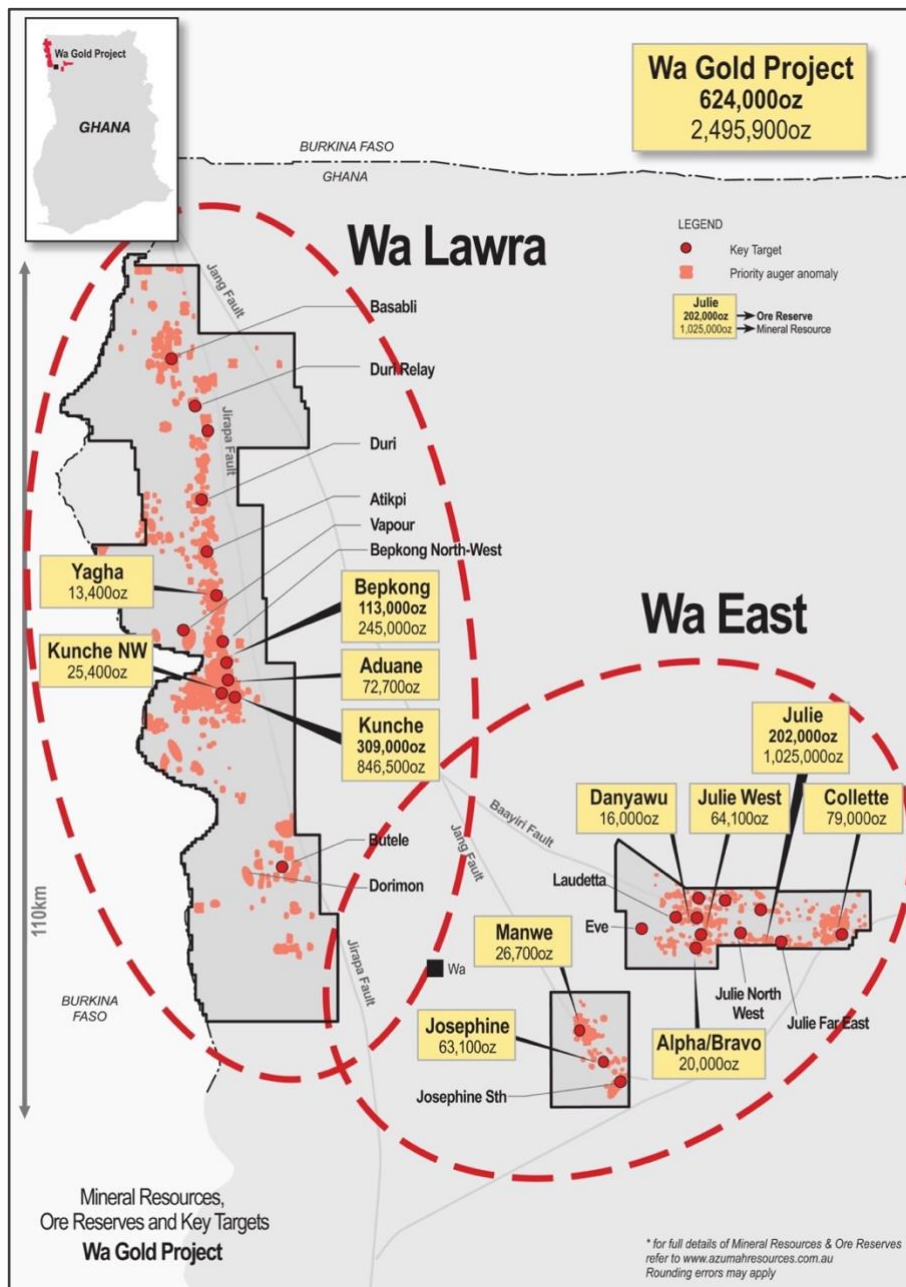 Wa Gold Project
GHANA
Wa Gold Project
624,000oz
2,495,900oz
BURKINA FASO
GHANA
LEGEND
Key Target
Priority auger anomaly
Julie
202,000oz
Ore Reserve
1,025,000oz
Mineral Resource
Wa Lawra
Jang Fault
Basabli
Duri Relay
Jirapa Fault
Duri
Atikpi
Vapour
Bepkong North-West
Yagha
13,400oz
Bepkong
113,000oz
245,000oz
Kunche NW
25,400oz
Aduane
72,700oz
Kunche
309,000oz
846,500oz
Butele
Dorimon
110km
Jirapa Fault
BURKINA
FASO
Wa East
Julie
202,000oz
1,025,000oz
Danyawu
16,000oz
Julie West
64,100oz
Collette
79,000oz
Baayiri Fault
Jang Fault
Laudetta
Eve
Manwe
26,700oz
Wa
Julie North
West
Julie Far East
Josephine
63,100oz
Alpha/Bravo
20,000oz
Josephine Sth
Mineral Resources,
Ore Reserves and Key Targets
Wa Gold Project
* for full details of Mineral Resources & Ore Reserves
refer to www.azumahresources.com.au
Rounding errors may apply